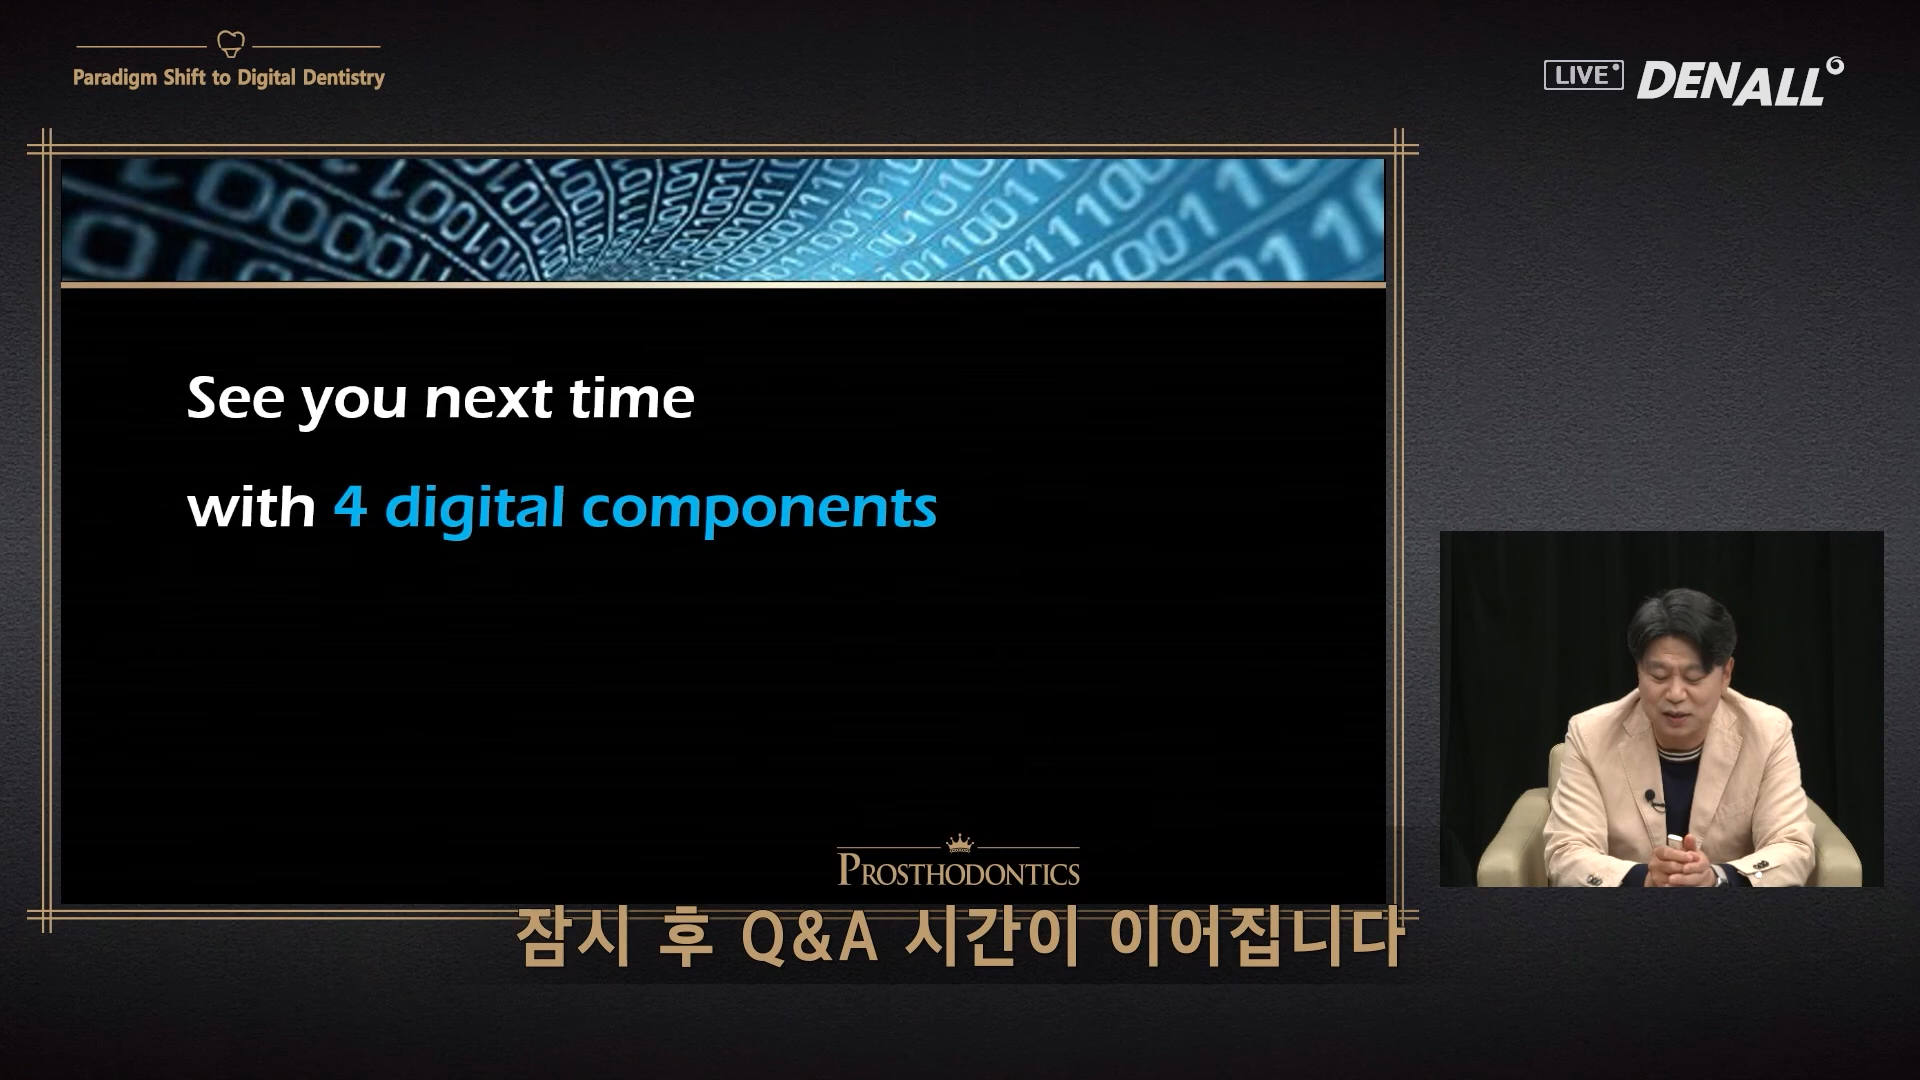 Paradigm Shift to Digital Dentistry
LIVE DENALL
See you next time
with 4 digital components
PROSTHODONTICS
잠시 후 Q&A 시간이 이어집니다